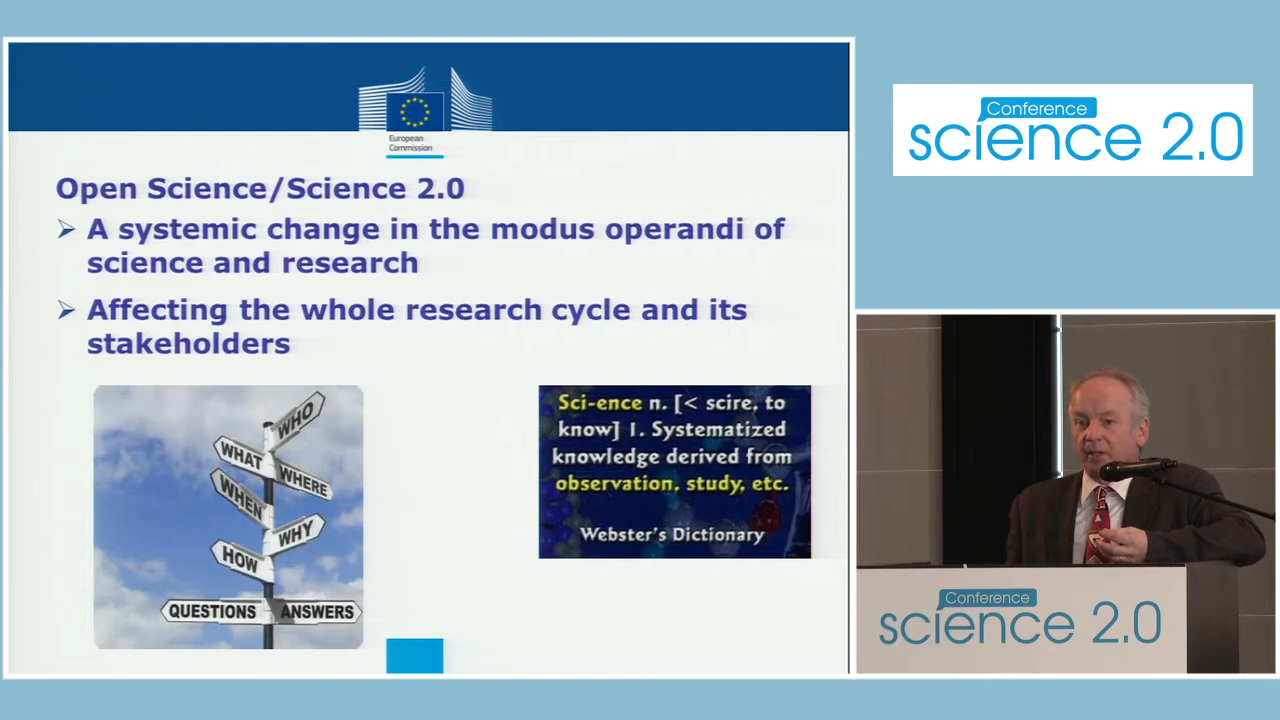 European
Commission
Open Science/Science 2.0
A systemic change in the modus operandi of
science and research
Affecting the whole research cycle and its
stakeholders
WHO
WHAT
WHERE
WHEN
WHY
HOW
QUESTIONS ANSWERS
Sci-ence n. [< scire, to
know] 1. Systematized
knowledge derived from
observation, study, etc.
Webster's Dictionary
Conference
science 2.0
Conference
science 2.0